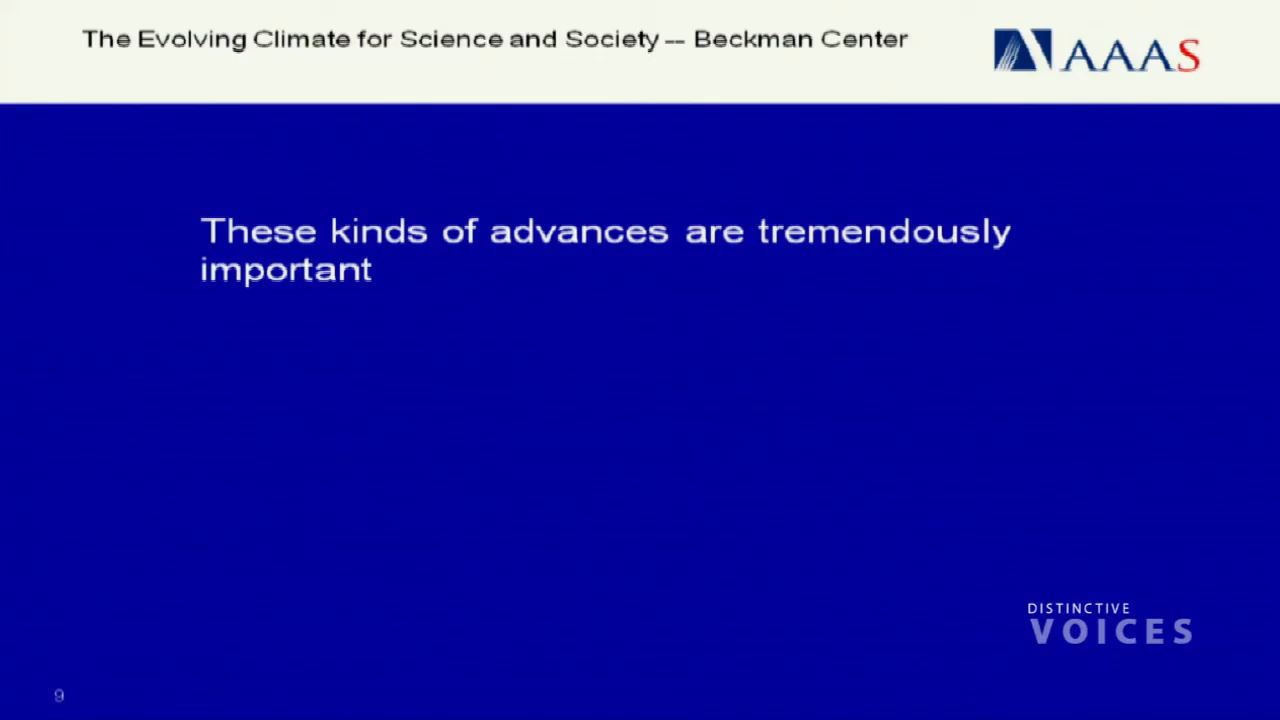 The Evolving Climate for Science and Society -- Beckman Center
AAAS
These kinds of advances are tremendously
important
DISTINCTIVE
VOICES
9